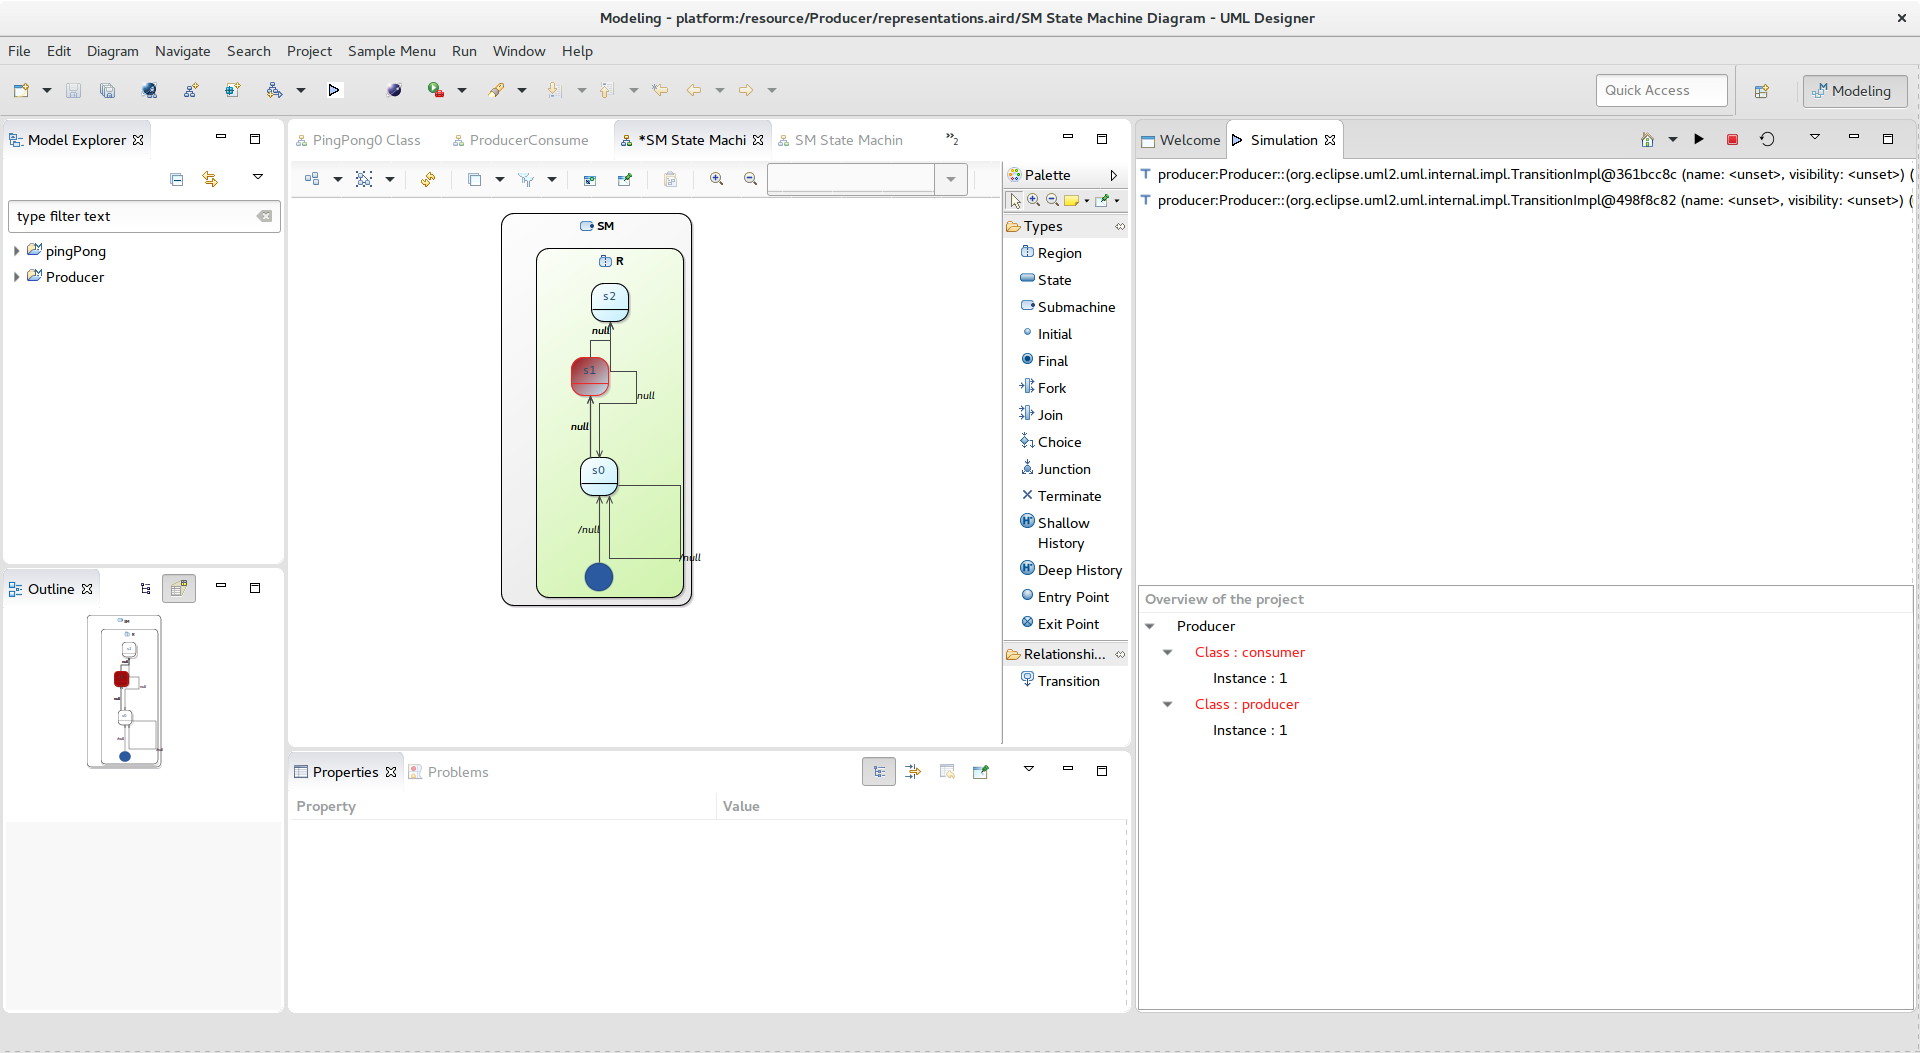 Modeling - platform:/resource/Producer/representations.aird/SM State Machine Diagram - UML Designer
File Edit Diagram Navigate Search Project Sample Menu Run Window Help
Quick Access
Modeling
Model Explorer
type filter text
pingPong
Producer
Outline
PingPong0 Class
ProducerConsume
*SM State Machi
SM State Machin
»2
SM
R
s2
null
s1
null
null
s0
/null
/null
Palette
Types
Region
State
Submachine
Initial
Final
Fork
Join
Choice
Junction
Terminate
Shallow
History
Deep History
Entry Point
Exit Point
Relationshi...
Transition
Properties
Problems
Property Value
Welcome
Simulation
T producer:Producer::(org.eclipse.uml2.uml.internal.impl.TransitionImpl@361bcc8c (name: <unset>, visibility: <unset>) (
T producer:Producer::(org.eclipse.uml2.uml.internal.impl.TransitionImpl@498f8c82 (name: <unset>, visibility: <unset>) (
Overview of the project
Producer
Class : consumer
Instance : 1
Class : producer
Instance : 1